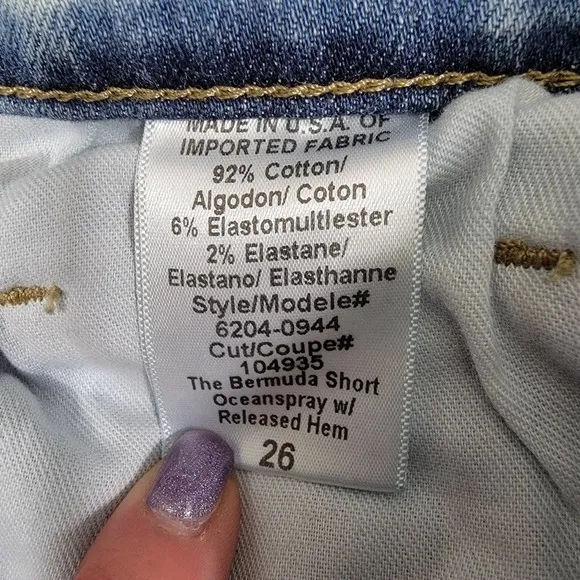 MADE IN U.S.A. OF
IMPORTED FABRIC
92% Cotton/
Algodon/ Coton
6% Elastomultlester
2% Elastane/
Elastano/ Elasthanne
Style/Modele#
6204-0944
Cut/Coupe#
104935
The Bermuda Short
Oceanspray w/
Released Hem
26